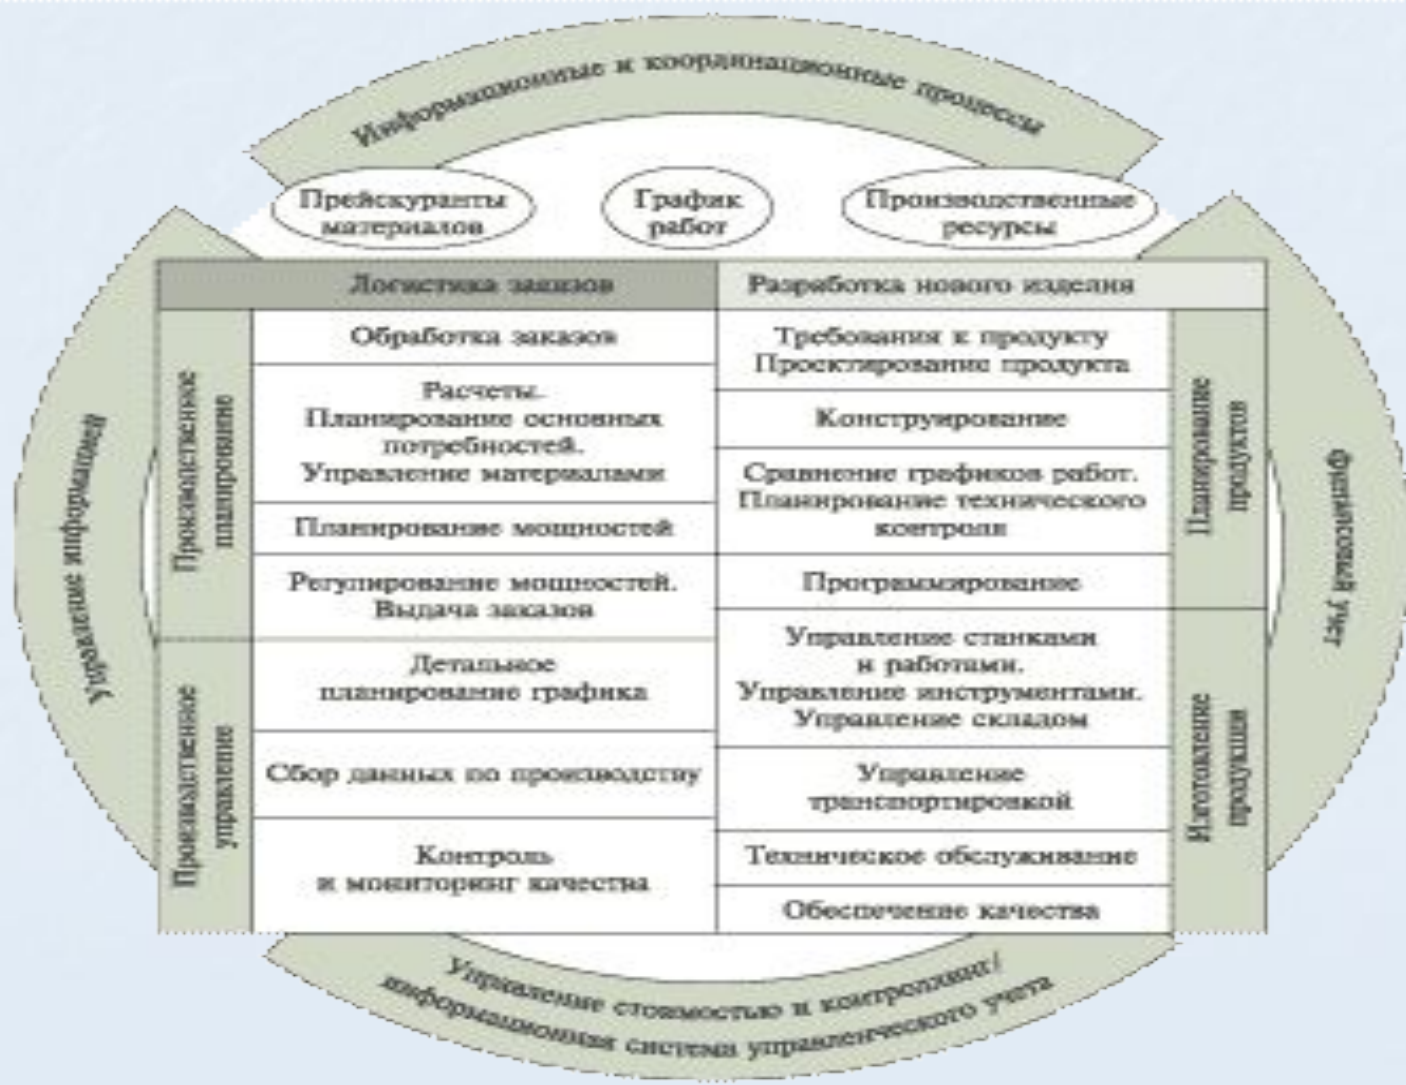 Информационные и координационные процессы
Прейскуранты
материалов
График
работ
Производственные
ресурсы
Логистика заказов
Разработка нового изделия
Управление информацией
Производственное
планирование
Обработка заказов
Расчеты.
Планирование основных
потребностей.
Управление материалами
Планирование мощностей
Регулирование мощностей.
Выдача заказов
Производственное
управление
Детальное
планирование графика
Сбор данных по производству
Контроль
и мониторинг качества
Требования к продукту
Проектирование продукта
Конструирование
Сравнение графиков работ.
Планирование технического
контроля
Программирование
Планирование
продуктов
Управление станками
и работами.
Управление инструментами.
Управление складом
Управление
транспортировкой
Техническое обслуживание
Обеспечение качества
Изготовление
продукции
Финансовый учет
Управление стоимостью и контроллинг/
информационная система управленческого учета